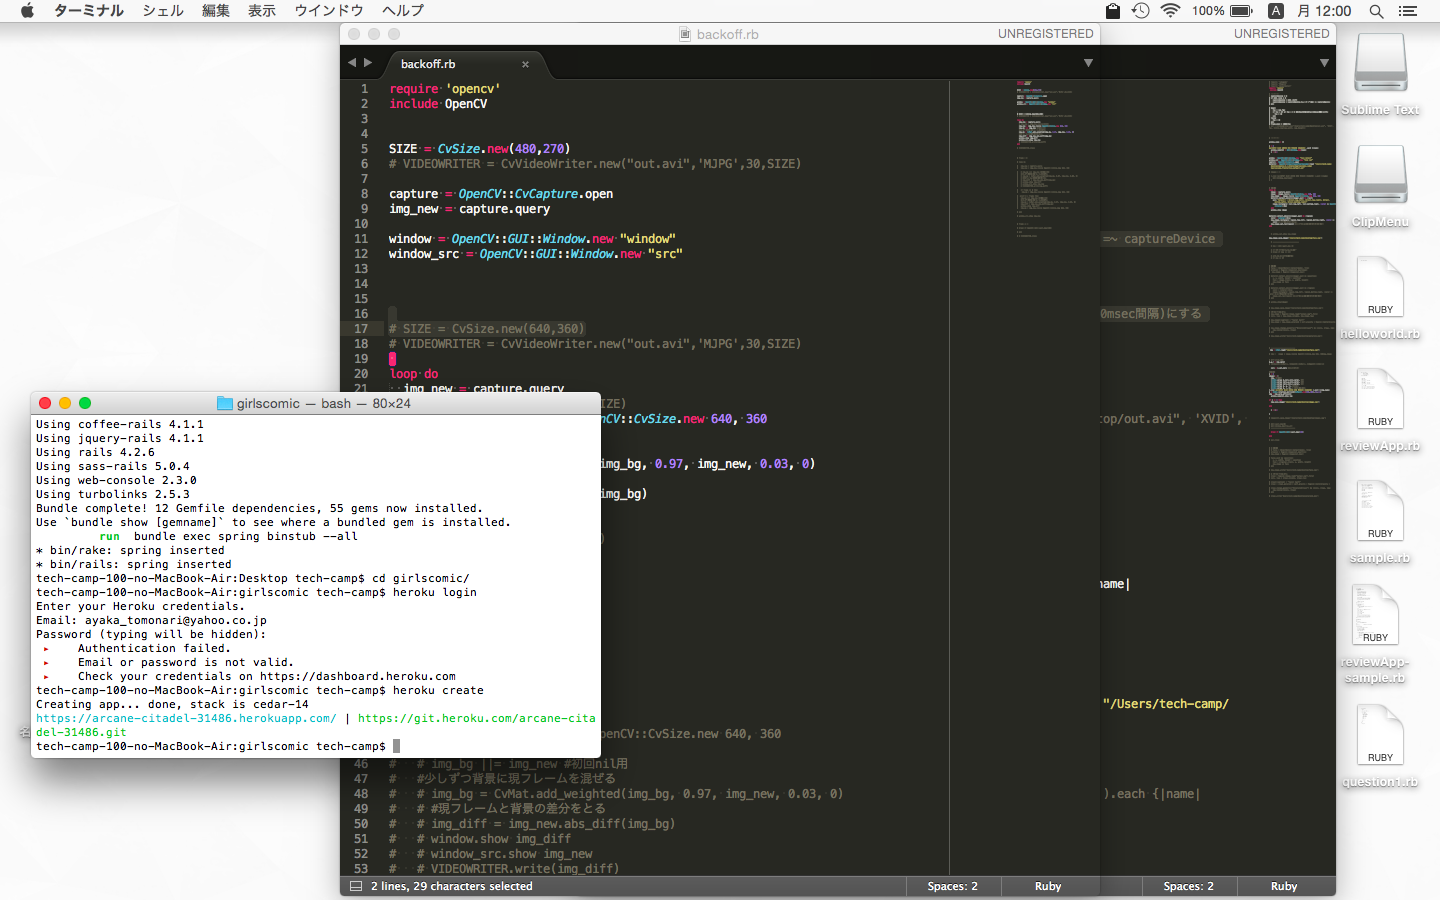 ターミナル シェル 編集 表示 ウインドウ ヘルプ 100% A 月 12:00
backoff.rb UNREGISTERED UNREGISTERED
backoff.rb
1 require 'opencv'
2 include OpenCV
3
4
5 SIZE = CvSize.new(480,270)
6 # VIDEOWRITER = CvVideoWriter.new("out.avi",'MJPG',30,SIZE)
7
8 capture = OpenCV::CvCapture.open
9 img_new = capture.query
10
11 window = OpenCV::GUI::Window.new "window"
12 window_src = OpenCV::GUI::Window.new "src"
13
14
15
16
17 # SIZE = CvSize.new(640,360)
18 # VIDEOWRITER = CvVideoWriter.new("out.avi",'MJPG',30,SIZE)
19
20 loop do
21 img_new = capture.query
SIZE)
nCV::CvSize.new 640, 360
img_bg, 0.97, img_new, 0.03, 0)
img_bg)
)
penCV::CvSize.new 640, 360
46 # # img_bg ||= img_new #初回nil用
47 # #少しずつ背景に現フレームを混ぜる
48 # # img_bg = CvMat.add_weighted(img_bg, 0.97, img_new, 0.03, 0)
49 # # #現フレームと背景の差分をとる
50 # # img_diff = img_new.abs_diff(img_bg)
51 # # window.show img_diff
52 # # window_src.show img_new
53 # # VIDEOWRITER.write(img_diff)
2 lines, 29 characters selected Spaces: 2 Ruby
=~ captureDevice
0msec間隔)にする
top/out.avi", 'XVID',
name|
"/Users/tech-camp/
).each {|name|
Spaces: 2 Ruby
girlscomic — bash — 80×24
Using coffee-rails 4.1.1
Using jquery-rails 4.1.1
Using rails 4.2.6
Using sass-rails 5.0.4
Using web-console 2.3.0
Using turbolinks 2.5.3
Bundle complete! 12 Gemfile dependencies, 55 gems now installed.
Use `bundle show [gemname]` to see where a bundled gem is installed.
run bundle exec spring binstub --all
* bin/rake: spring inserted
* bin/rails: spring inserted
tech-camp-100-no-MacBook-Air:Desktop tech-camp$ cd girlscomic/
tech-camp-100-no-MacBook-Air:girlscomic tech-camp$ heroku login
Enter your Heroku credentials.
Email: ayaka_tomonari@yahoo.co.jp
Password (typing will be hidden):
▸ Authentication failed.
▸ Email or password is not valid.
▸ Check your credentials on https://dashboard.heroku.com
tech-camp-100-no-MacBook-Air:girlscomic tech-camp$ heroku create
Creating app... done, stack is cedar-14
https://arcane-citadel-31486.herokuapp.com/ | https://git.heroku.com/arcane-cita
del-31486.git
tech-camp-100-no-MacBook-Air:girlscomic tech-camp$
Sublime Text
ClipMenu
RUBY
helloworld.rb
RUBY
reviewApp.rb
RUBY
sample.rb
RUBY
reviewApp-
sample.rb
RUBY
question1.rb